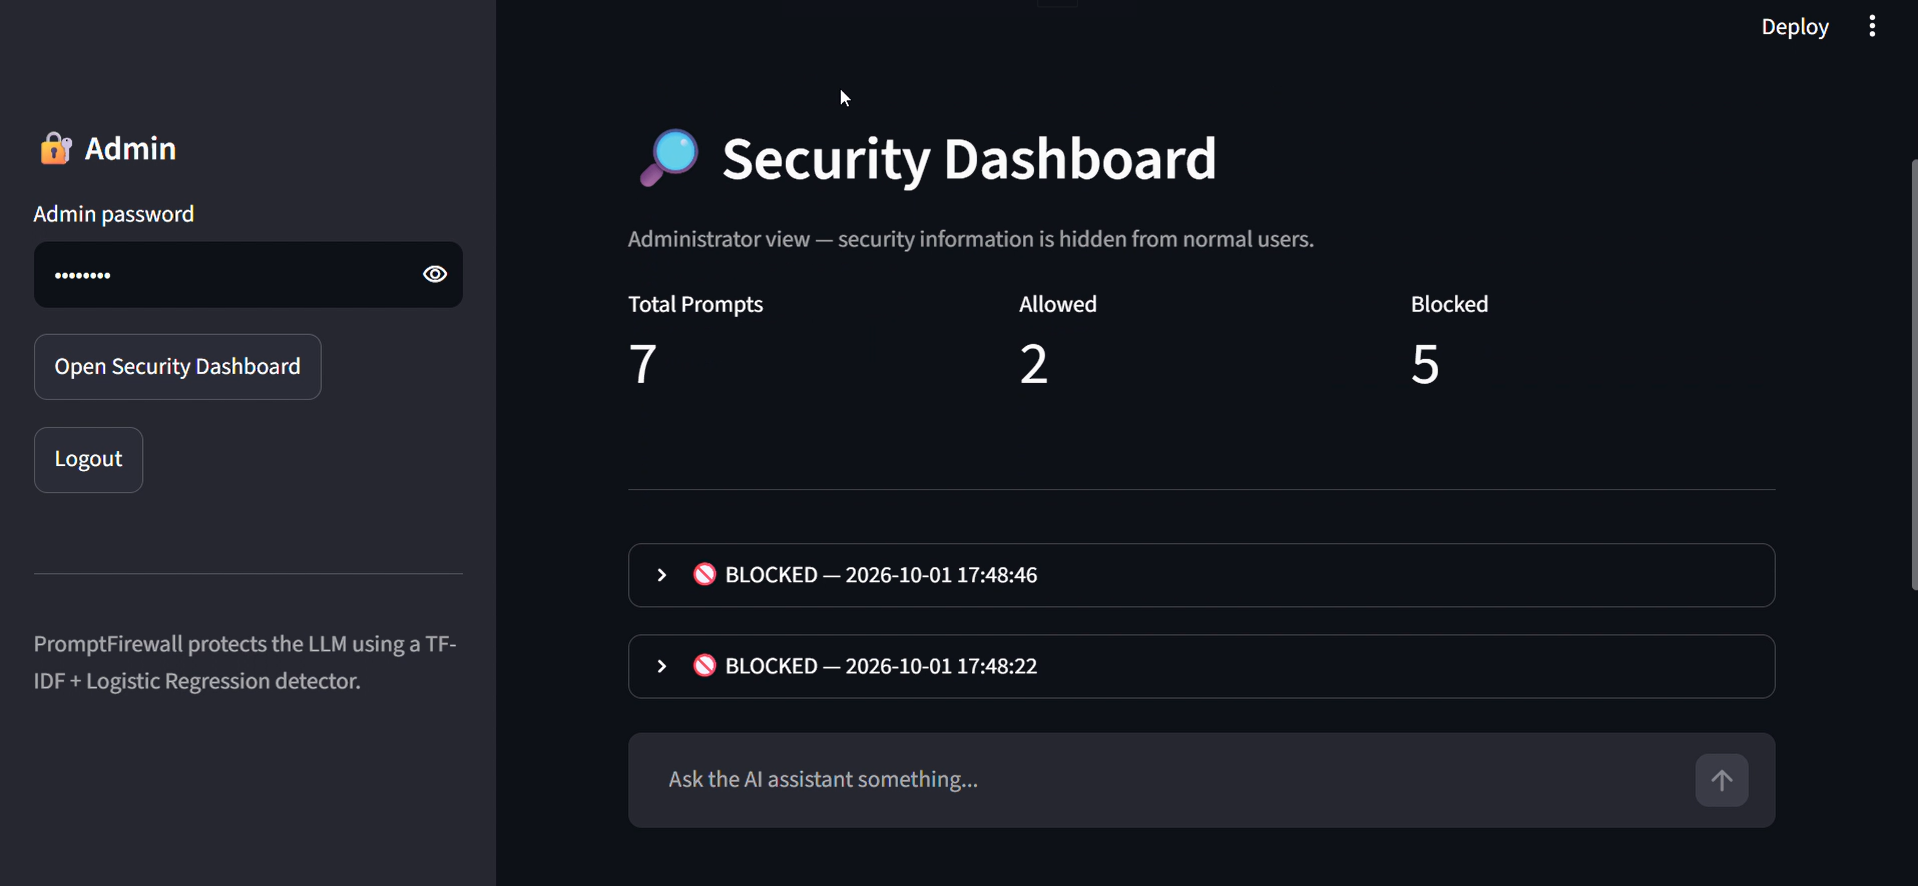 Deploy
Admin
Admin password
••••••••
Open Security Dashboard
Logout
PromptFirewall protects the LLM using a TF-
IDF + Logistic Regression detector.
Security Dashboard
Administrator view — security information is hidden from normal users.
Total Prompts
Allowed
Blocked
7
2
5
BLOCKED — 2026-10-01 17:48:46
BLOCKED — 2026-10-01 17:48:22
Ask the AI assistant something...